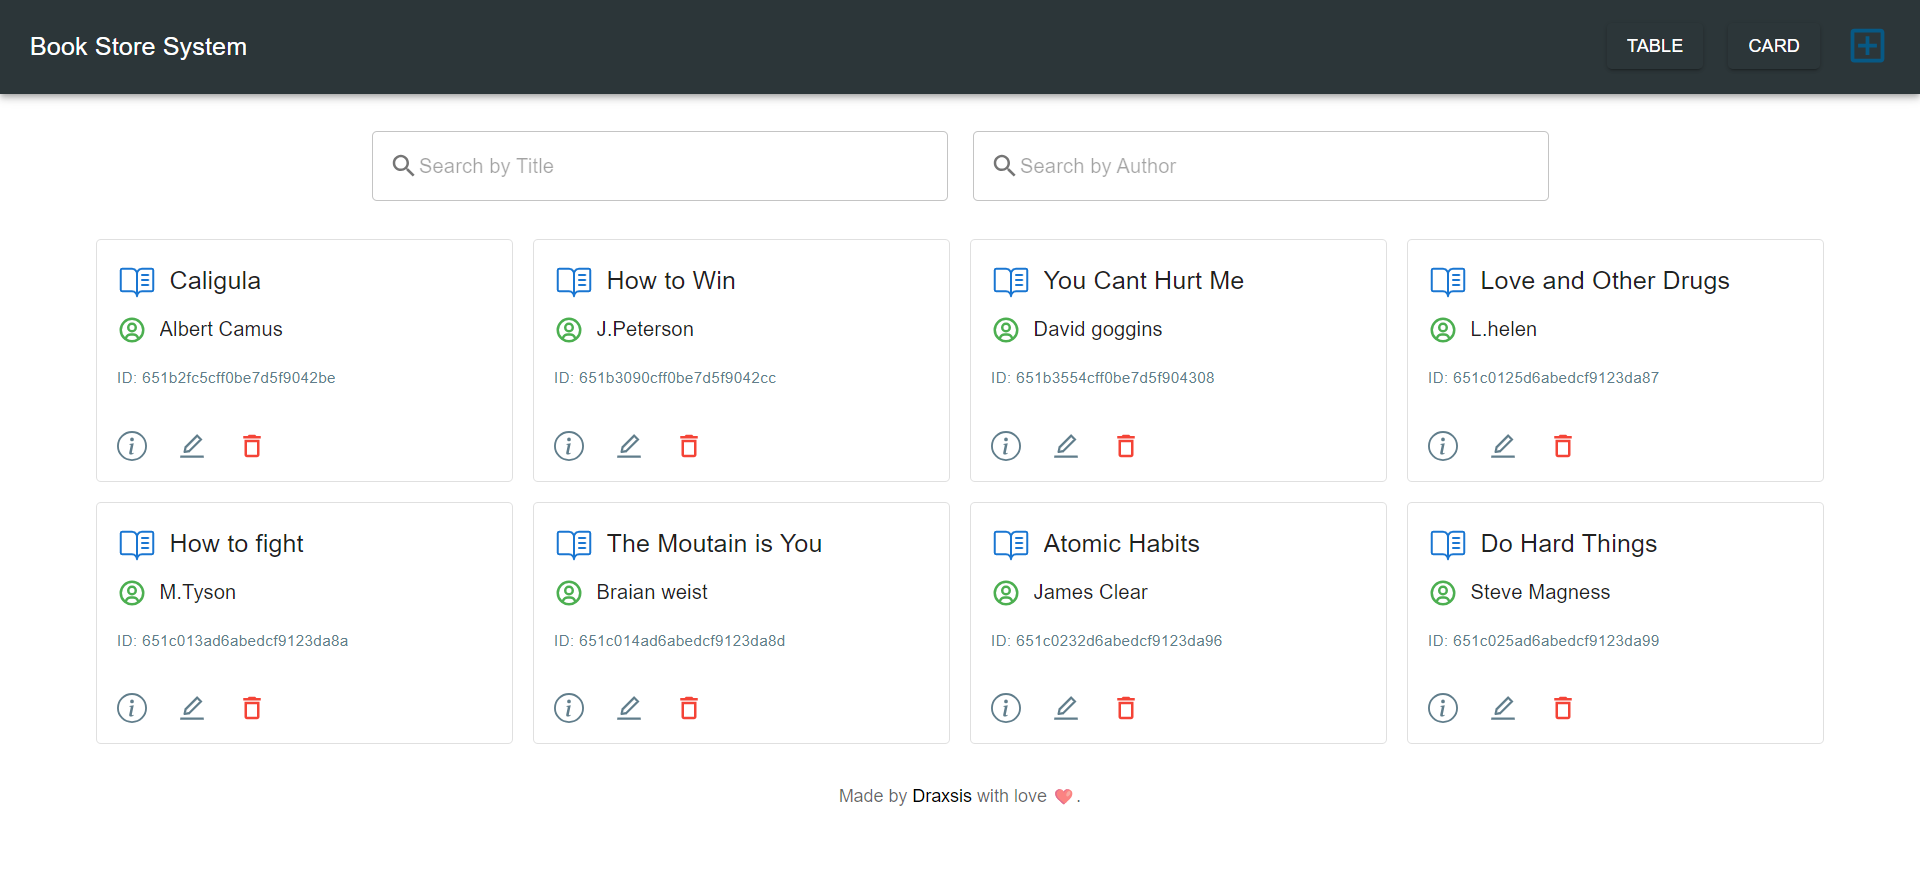 Book Store System
TABLE
CARD
Search by Title
Search by Author
Caligula
Albert Camus
ID: 651b2fc5cff0be7d5f9042be
How to Win
J.Peterson
ID: 651b3090cff0be7d5f9042cc
You Cant Hurt Me
David goggins
ID: 651b3554cff0be7d5f904308
Love and Other Drugs
L.helen
ID: 651c0125d6abedcf9123da87
How to fight
M.Tyson
ID: 651c013ad6abedcf9123da8a
The Moutain is You
Braian weist
ID: 651c014ad6abedcf9123da8d
Atomic Habits
James Clear
ID: 651c0232d6abedcf9123da96
Do Hard Things
Steve Magness
ID: 651c025ad6abedcf9123da99
Made by Draxsis with love ❤️ .